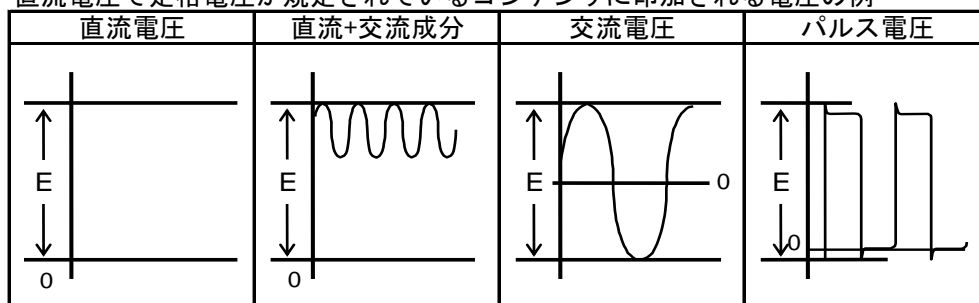 直流電圧で定格電圧が規定されているコンデンサに印加される電圧の例
直流電圧 直流+交流成分 交流電圧 パルス電圧
E E E E
0 0 0 0